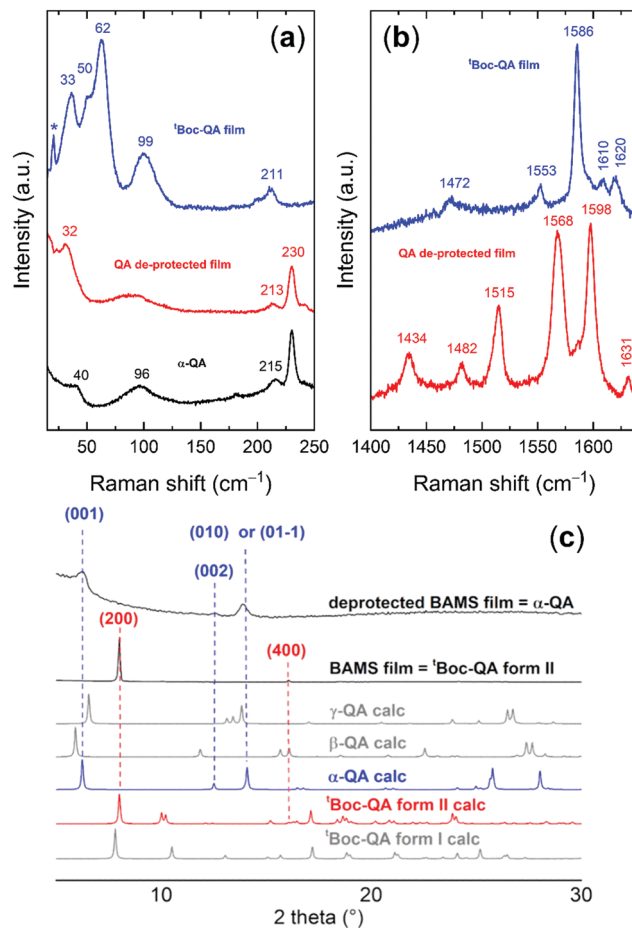 (a)
62
50
33
*
ᵗBoc-QA film
99
211
32
QA de-protected film
230
213
α-QA
215
40
96
50 100 150 200 250
Raman shift (cm⁻¹)
Intensity (a.u.)
(b)
1586
ᵗBoc-QA film
1610
1620
1553
1472
1568
1598
QA de-protected film
1515
1434
1482
1631
1400 1450 1500 1550 1600
Raman shift (cm⁻¹)
Intensity (a.u.)
(001)
(010) or (01-1)
(c)
(002)
deprotected BAMS film = α-QA
(200)
(400)
BAMS film = ᵗBoc-QA form II
γ-QA calc
β-QA calc
α-QA calc
ᵗBoc-QA form II calc
ᵗBoc-QA form I calc
10 20 30
2 theta (°)